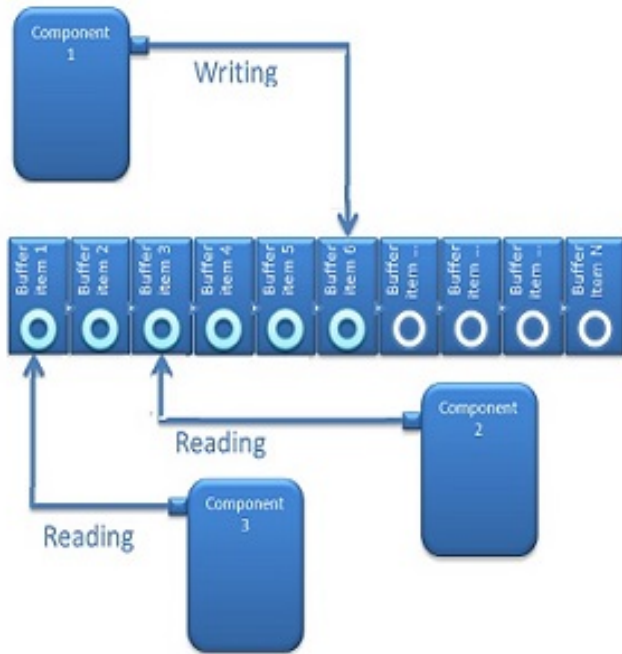 Component
1
Writing
Buffer
item 1
Buffer
item 2
Buffer
item 3
Buffer
item 4
Buffer
item 5
Buffer
item 6
Buffer
item ...
Buffer
item ...
Buffer
item ...
Buffer
Item N
Component
2
Reading
Component
3
Reading